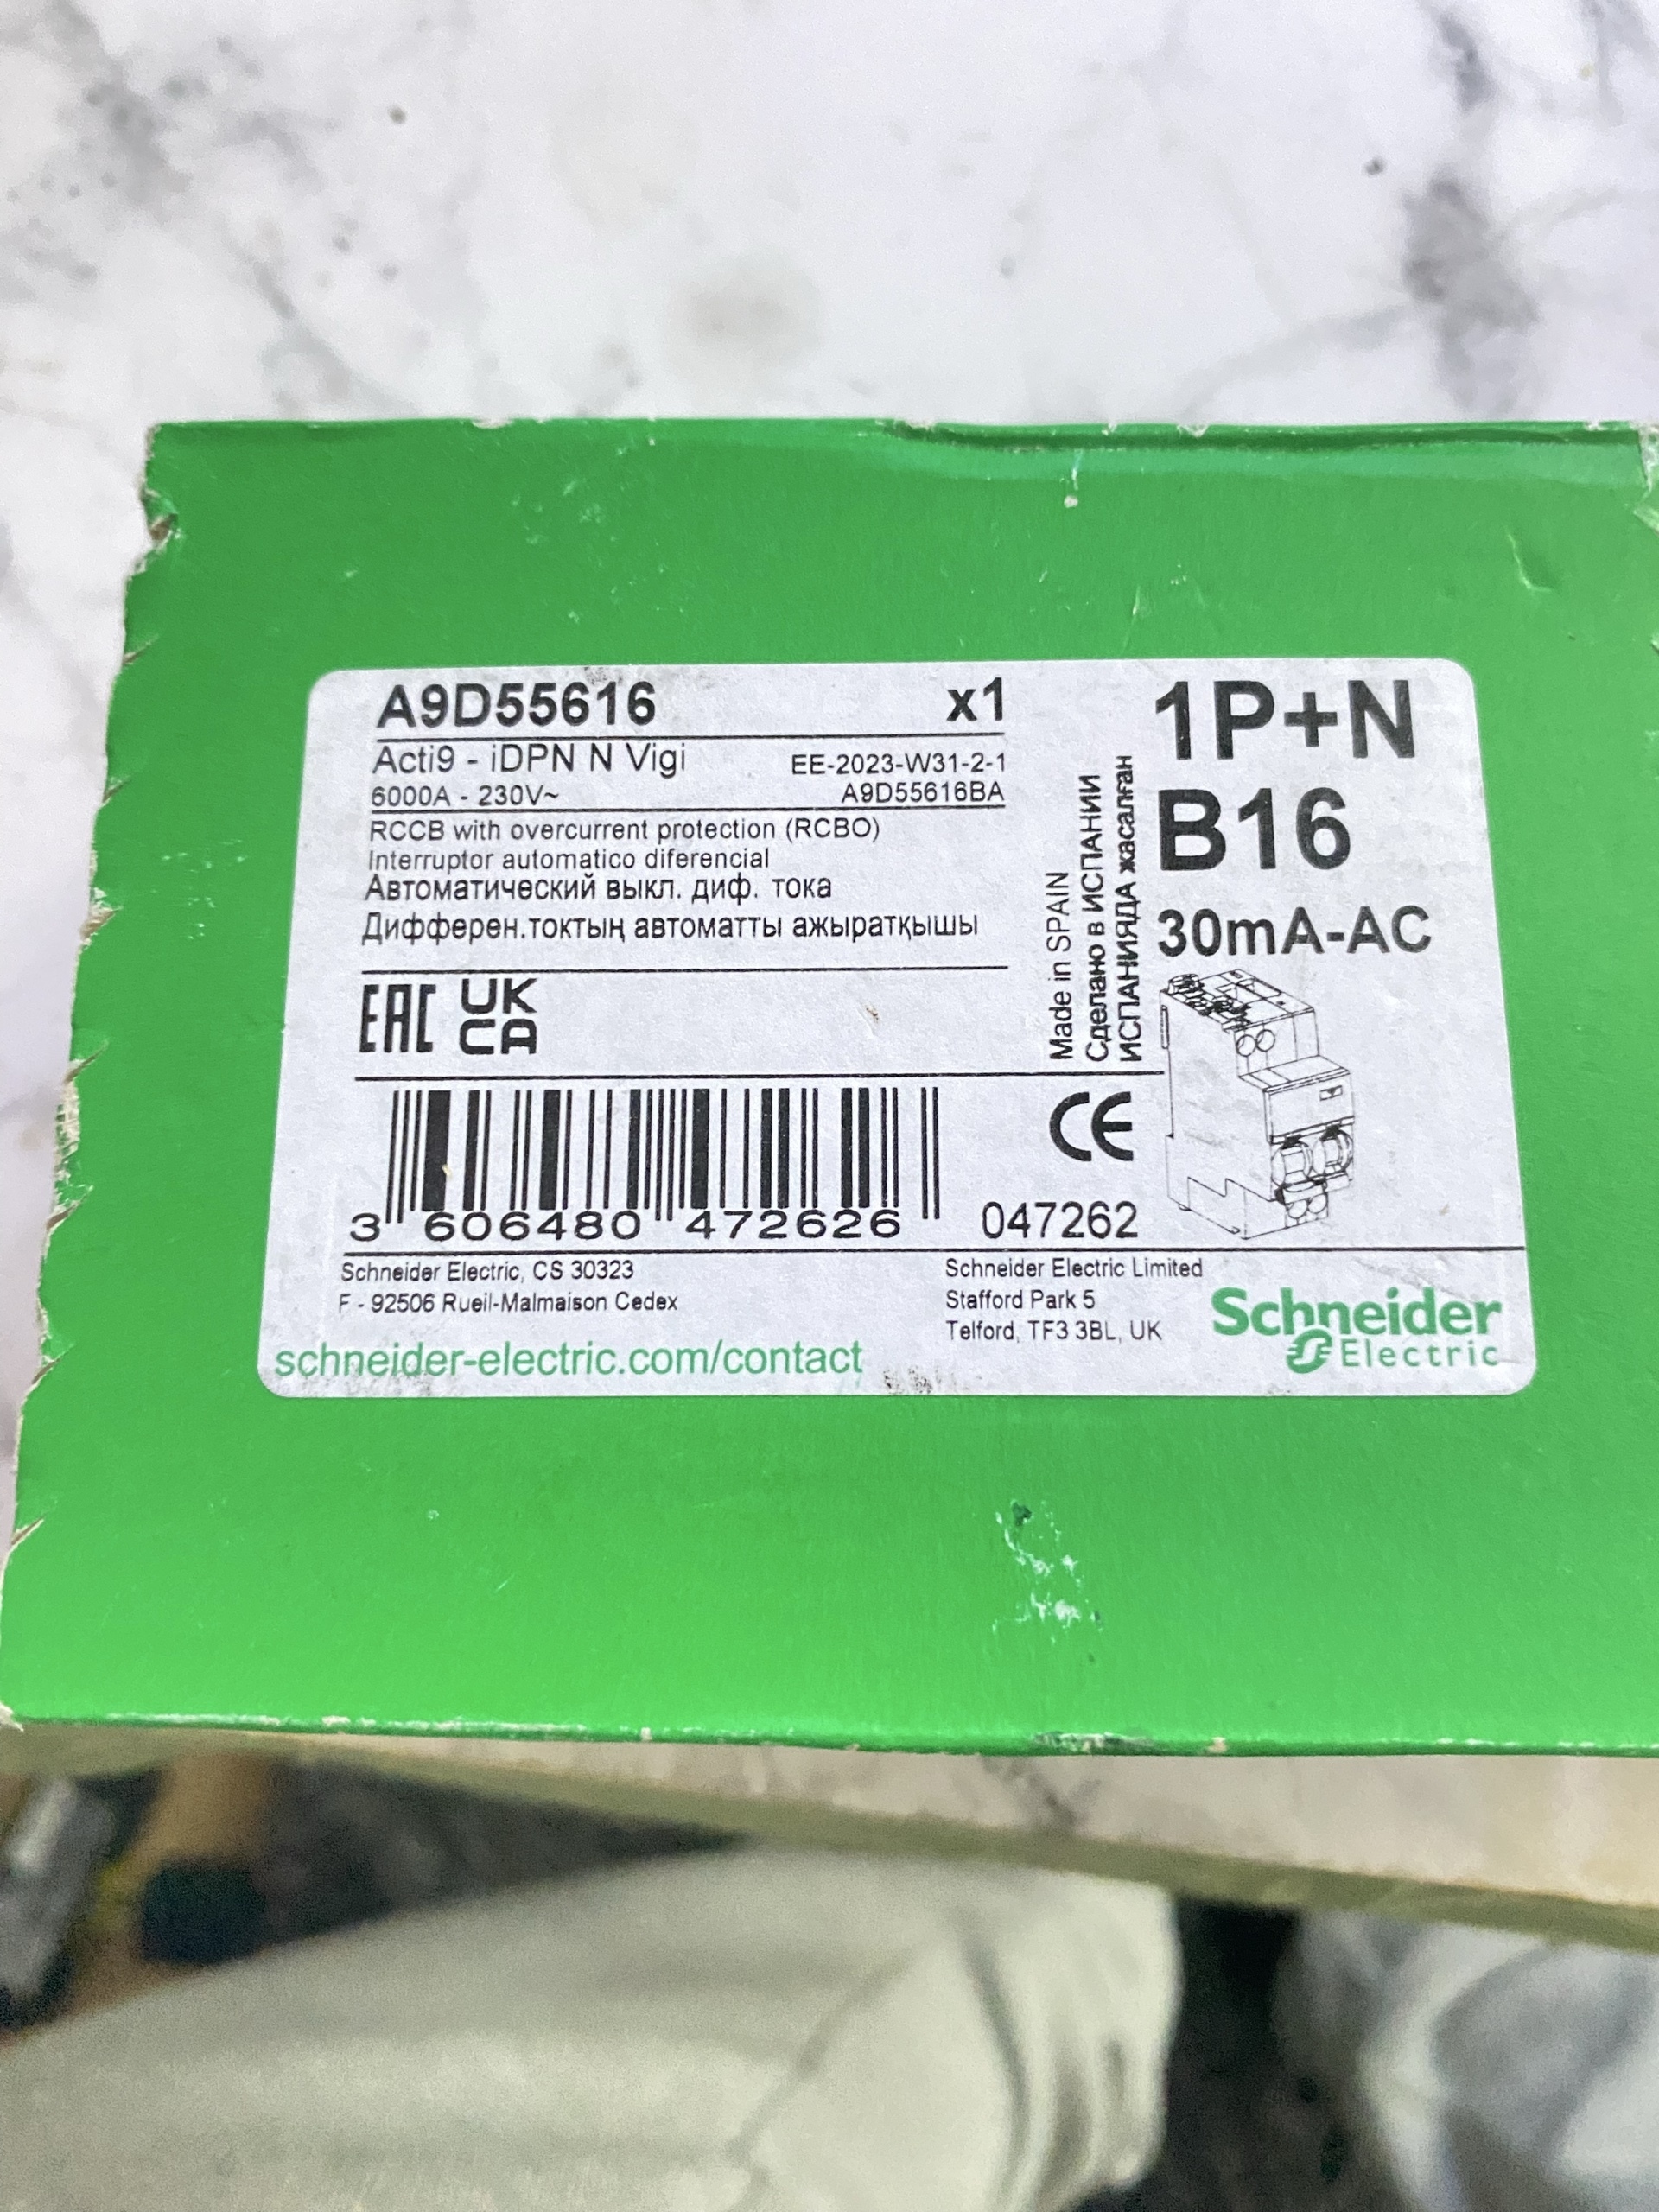 A9D55616 x1
Acti9 - iDPN N Vigi EE-2023-W31-2-1
6000A - 230V~ A9D55616BA
RCCB with overcurrent protection (RCBO)
Interruptor automatico diferencial
Автоматический выкл. диф. тока
Дифферен.токтың автоматты ажыратқышы
EAC UK
CA
Made in SPAIN
Сделано в ИСПАНИИ
ИСПАНИЯДА жасалған
1P+N
B16
30mA-AC
CE
3 606480 472626
047262
Schneider Electric, CS 30323
F - 92506 Rueil-Malmaison Cedex
schneider-electric.com/contact
Schneider Electric Limited
Stafford Park 5
Telford, TF3 3BL, UK
Schneider
Electric